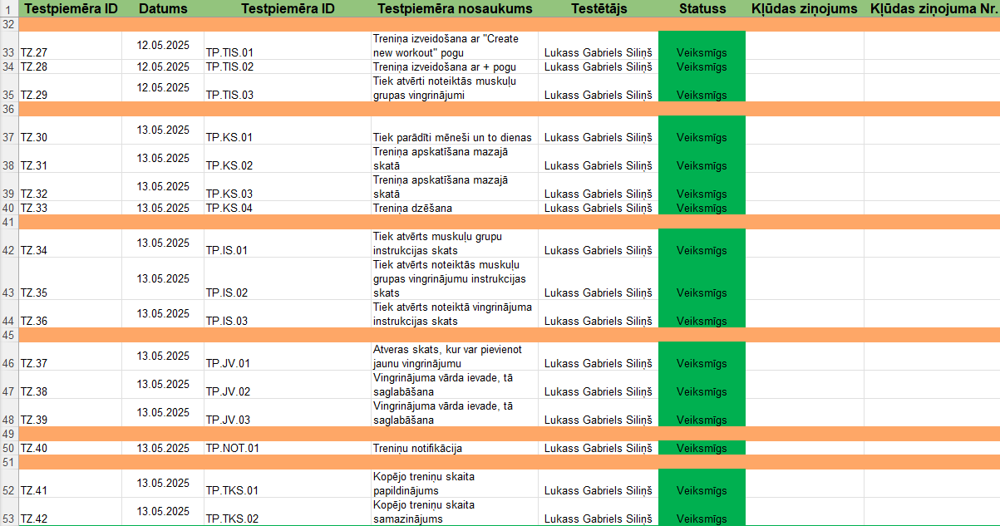 1 Testpiemēra ID Datums Testpiemēra ID Testpiemēra nosaukums Testētājs Statuss Kļūdas ziņojums Kļūdas ziņojuma Nr.
32
33 TZ.27 12.05.2025 TP.TIS.01 Treniņa izveidošana ar "Create
new workout" pogu Lukass Gabriels Siliņš Veiksmīgs
34 TZ.28 12.05.2025 TP.TIS.02 Treniņa izveidošana ar + pogu Lukass Gabriels Siliņš Veiksmīgs
35 TZ.29 12.05.2025 TP.TIS.03 Tiek atvērti noteiktās muskuļu
grupas vingrinājumi Lukass Gabriels Siliņš Veiksmīgs
36
37 TZ.30 13.05.2025 TP.KS.01 Tiek parādīti mēneši un to dienas Lukass Gabriels Siliņš Veiksmīgs
38 TZ.31 13.05.2025 TP.KS.02 Treniņa apskatīšana mazajā
skatā Lukass Gabriels Siliņš Veiksmīgs
39 TZ.32 13.05.2025 TP.KS.03 Treniņa apskatīšana mazajā
skatā Lukass Gabriels Siliņš Veiksmīgs
40 TZ.33 13.05.2025 TP.KS.04 Treniņa dzēšana Lukass Gabriels Siliņš Veiksmīgs
41
42 TZ.34 13.05.2025 TP.IS.01 Tiek atvērts muskuļu grupu
instrukcijas skats Lukass Gabriels Siliņš Veiksmīgs
43 TZ.35 13.05.2025 TP.IS.02 Tiek atvērts noteiktās muskuļu
grupas vingrinājumu instrukcijas
skats Lukass Gabriels Siliņš Veiksmīgs
44 TZ.36 13.05.2025 TP.IS.03 Tiek atvērts noteiktā vingrinājuma
instrukcijas skats Lukass Gabriels Siliņš Veiksmīgs
45
46 TZ.37 13.05.2025 TP.JV.01 Atveras skats, kur var pievienot
jaunu vingrinājumu Lukass Gabriels Siliņš Veiksmīgs
47 TZ.38 13.05.2025 TP.JV.02 Vingrinājuma vārda ievade, tā
saglabāšana Lukass Gabriels Siliņš Veiksmīgs
48 TZ.39 13.05.2025 TP.JV.03 Vingrinājuma vārda ievade, tā
saglabāšana Lukass Gabriels Siliņš Veiksmīgs
49
50 TZ.40 13.05.2025 TP.NOT.01 Treniņu notifikācija Lukass Gabriels Siliņš Veiksmīgs
51
52 TZ.41 13.05.2025 TP.TKS.01 Kopējo treniņu skaita
papildinājums Lukass Gabriels Siliņš Veiksmīgs
53 TZ.42 13.05.2025 TP.TKS.02 Kopējo treniņu skaita
samazinājums Lukass Gabriels Siliņš Veiksmīgs